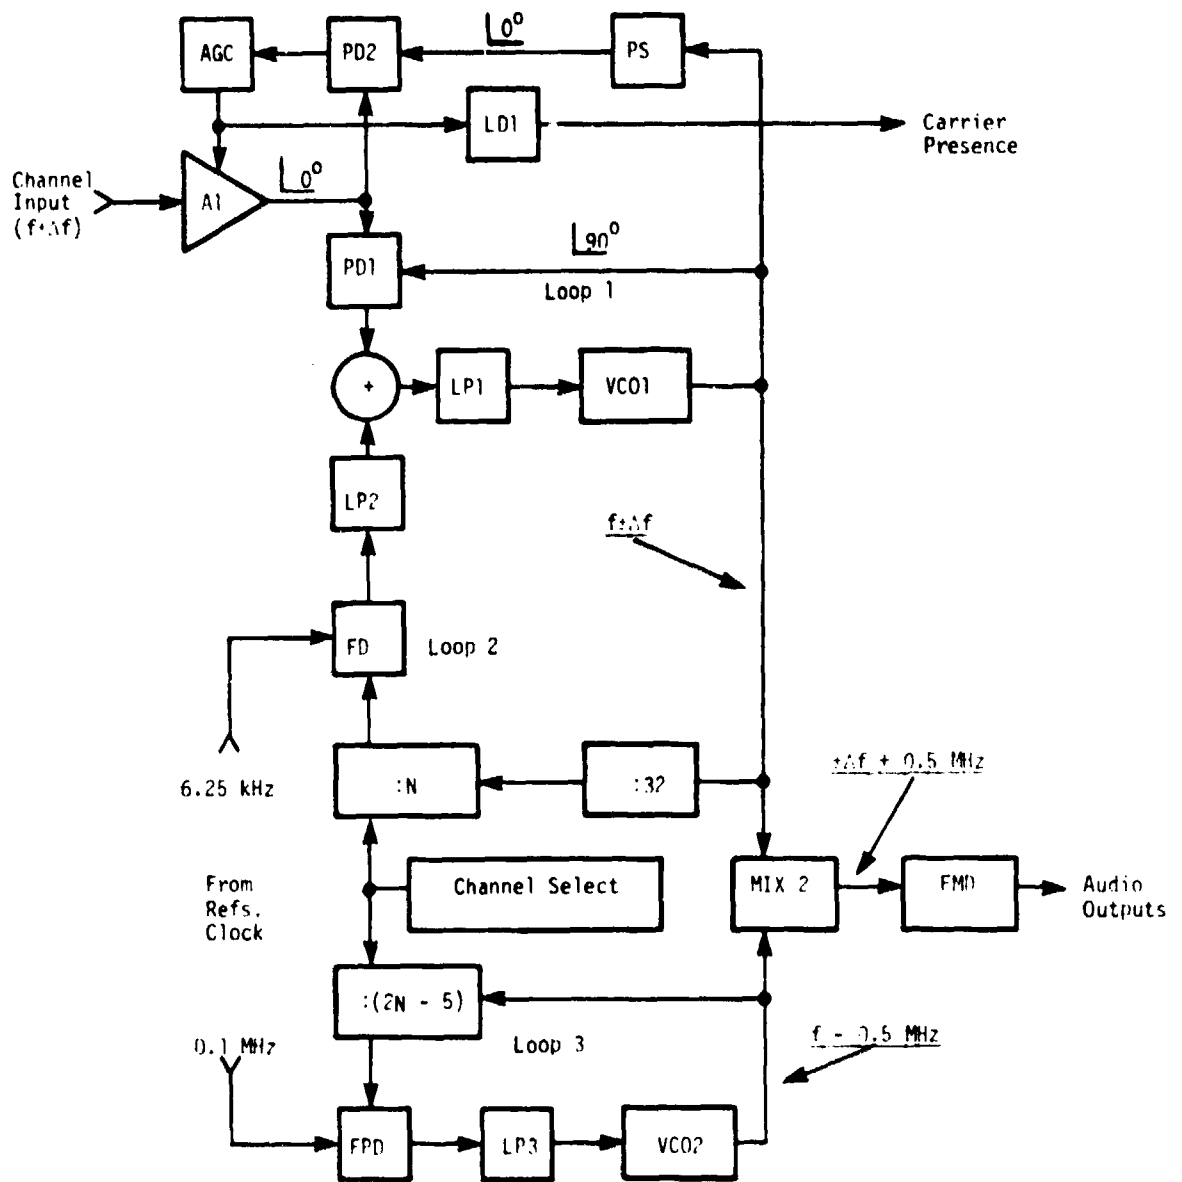 0°
AGC
PD2
PS
LD1
Carrier
Presence
Channel
Input
(f±Δf)
A1
0°
90°
PD1
Loop 1
+
LP1
VCO1
LP2
f±Δf
FD
Loop 2
6.25 kHz
:N
:32
±Δf + 0.5 MHz
From
Refs.
Clock
Channel Select
MIX 2
FMD
Audio
Outputs
:(2N - 5)
0.1 MHz
Loop 3
f - 0.5 MHz
FPD
LP3
VCO2